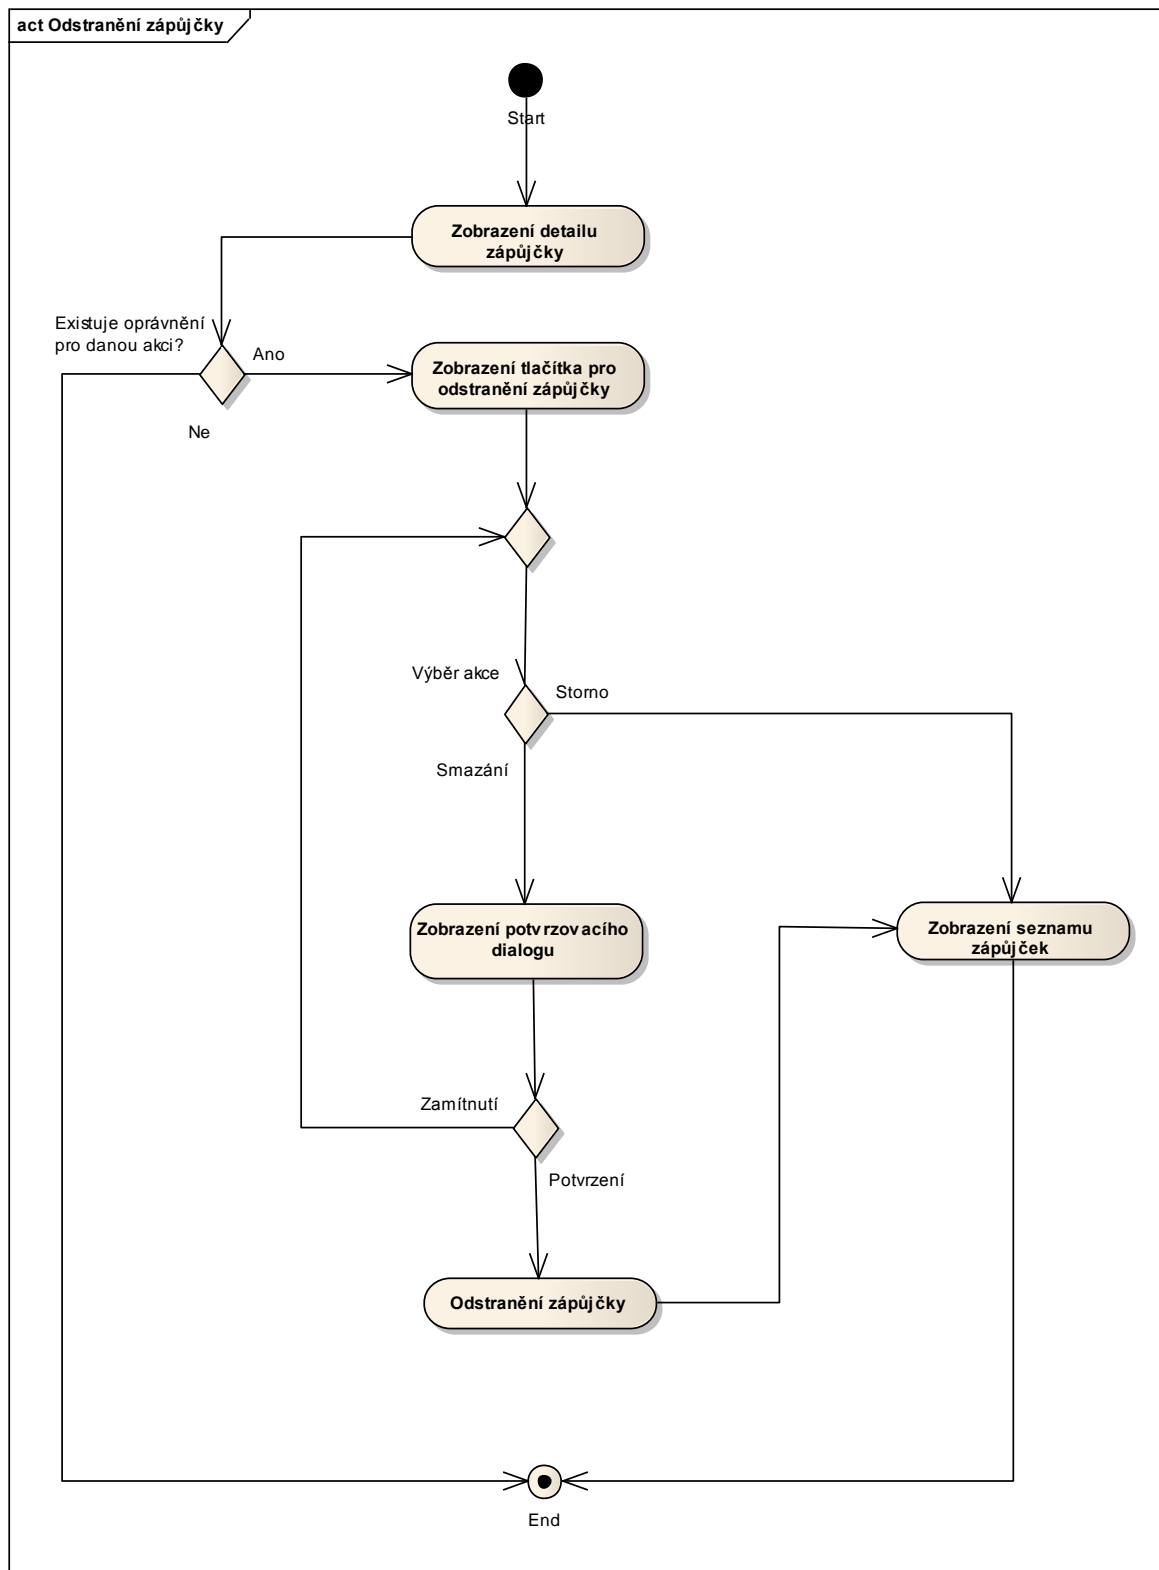 act Odstranění zápůjčky
Start
Zobrazení detailu
zápůjčky
Existuje oprávnění
pro danou akci?
Ano
Zobrazení tlačítka pro
odstranění zápůjčky
Ne
Výběr akce
Storno
Smazání
Zobrazení potvrzovacího
dialogu
Zobrazení seznamu
zápůjček
Zamítnutí
Potvrzení
Odstranění zápůjčky
End